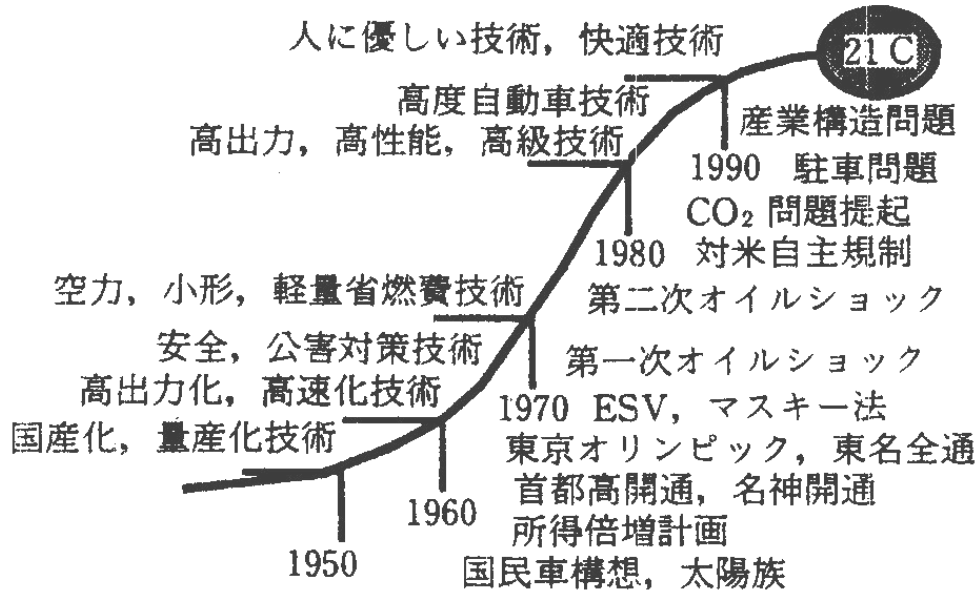 人に優しい技術，快適技術
21C
高度自動車技術
産業構造問題
高出力，高性能，高級技術
1990 駐車問題
CO₂問題提起
1980 対米自主規制
空力，小形，軽量省燃費技術
第二次オイルショック
安全，公害対策技術
第一次オイルショック
高出力化，高速化技術
1970 ESV，マスキー法
国産化，量産化技術
東京オリンピック，東名全通
首都高開通，名神開通
1960
所得倍増計画
1950
国民車構想，太陽族